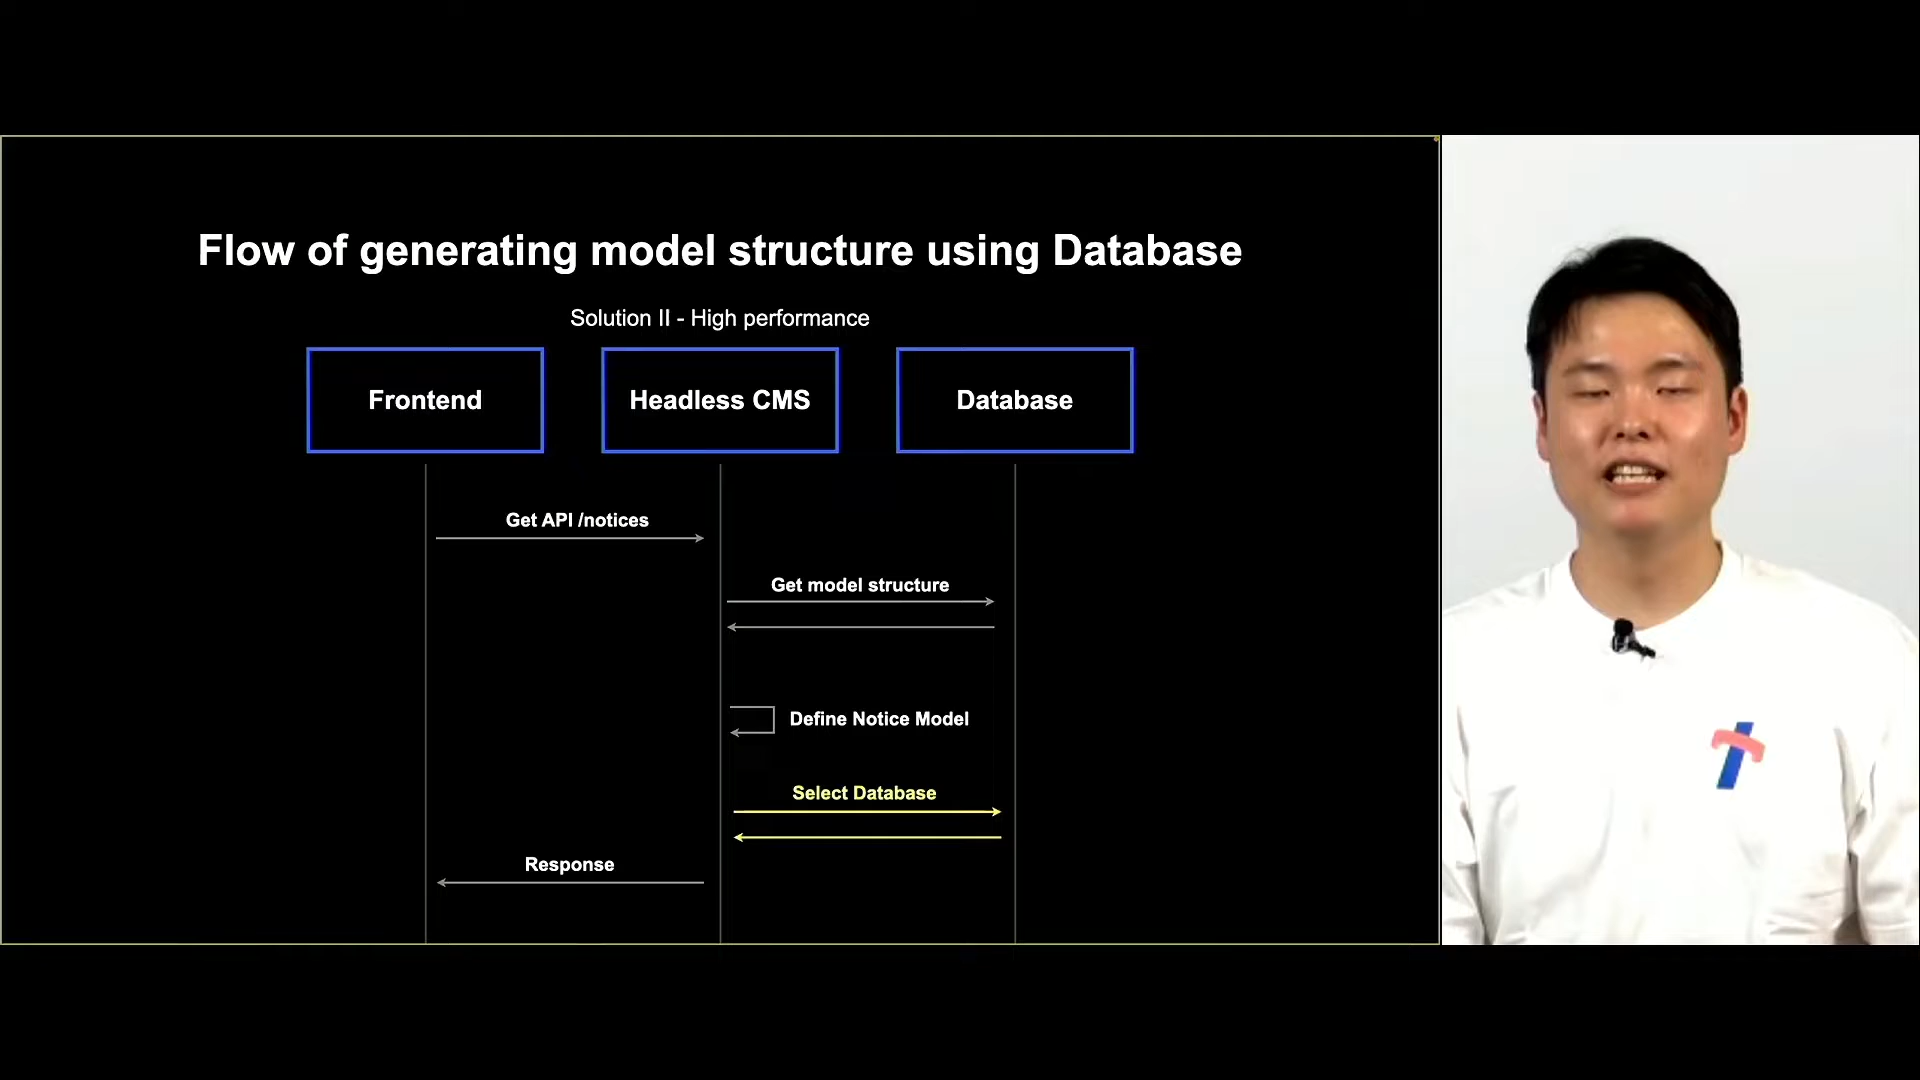 Flow of generating model structure using Database
Solution II - High performance
Frontend
Headless CMS
Database
Get API /notices
Get model structure
Define Notice Model
Select Database
Response